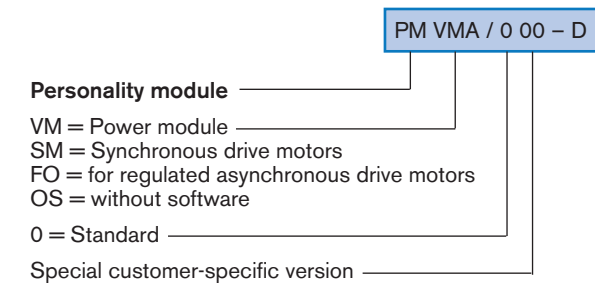 PM VMA / 0 00 – D
Personality module
VM = Power module
SM = Synchronous drive motors
FO = for regulated asynchronous drive motors
OS = without software
0 = Standard
Special customer-specific version